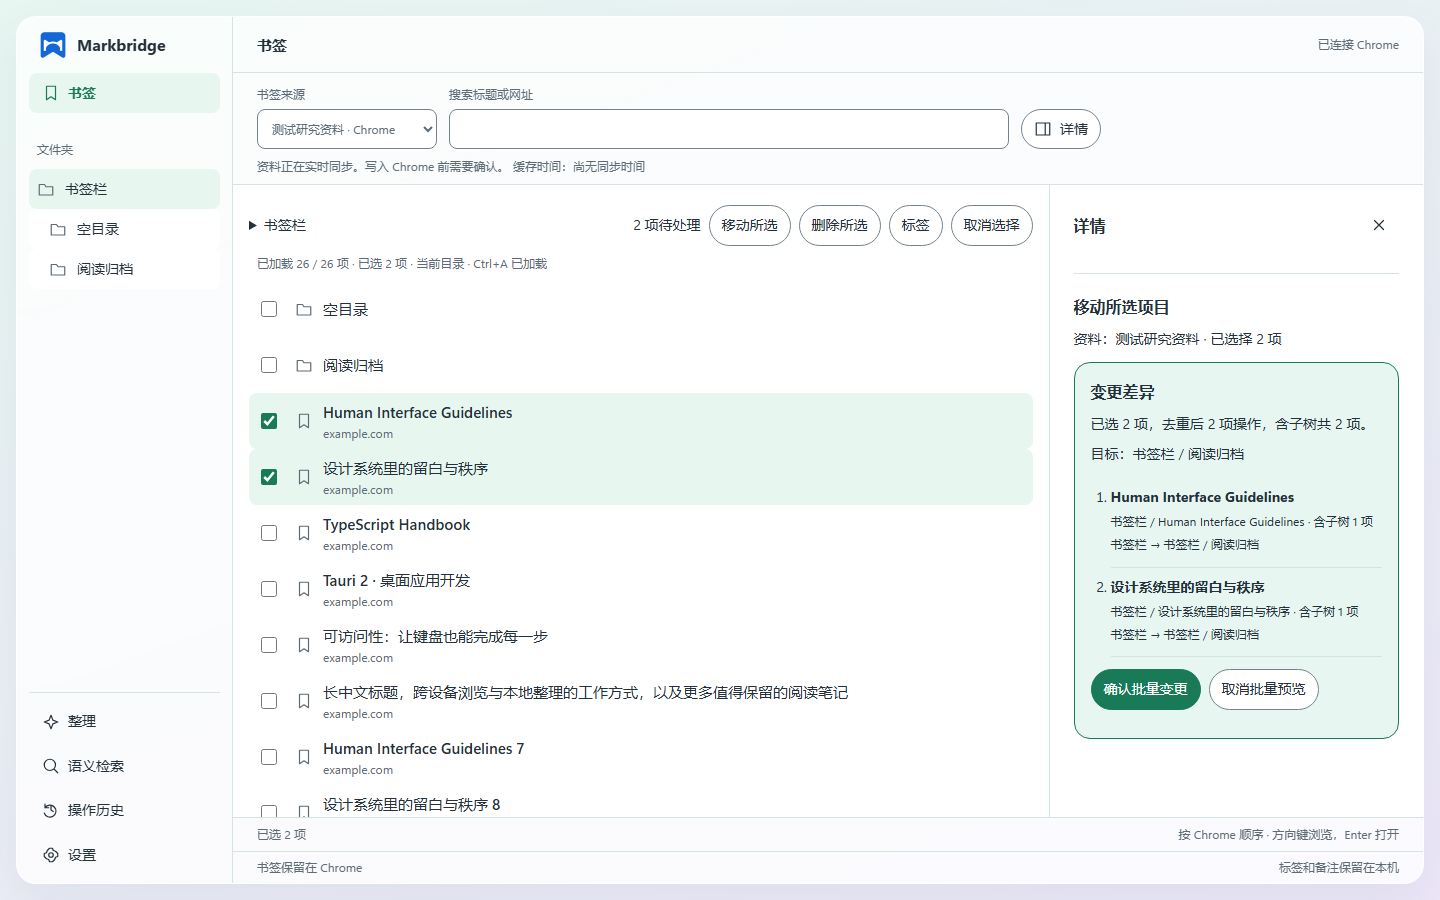 Markbridge
书签
文件夹
书签栏
空目录
阅读归档
整理
语义检索
操作历史
设置
书签
已连接 Chrome
书签来源
搜索标题或网址
测试研究资料 · Chrome
详情
资料正在实时同步。写入 Chrome 前需要确认。 缓存时间：尚无同步时间
书签栏
2 项待处理
移动所选
删除所选
标签
取消选择
已加载 26 / 26 项 · 已选 2 项 · 当前目录 · Ctrl+A 已加载
空目录
阅读归档
Human Interface Guidelines
example.com
设计系统里的留白与秩序
example.com
TypeScript Handbook
example.com
Tauri 2 · 桌面应用开发
example.com
可访问性：让键盘也能完成每一步
example.com
长中文标题，跨设备浏览与本地整理的工作方式，以及更多值得保留的阅读笔记
example.com
Human Interface Guidelines 7
example.com
设计系统里的留白与秩序 8
详情
移动所选项目
资料：测试研究资料 · 已选择 2 项
变更差异
已选 2 项，去重后 2 项操作，含子树共 2 项。
目标：书签栏 / 阅读归档
1. Human Interface Guidelines
书签栏 / Human Interface Guidelines · 含子树 1 项
书签栏 → 书签栏 / 阅读归档
2. 设计系统里的留白与秩序
书签栏 / 设计系统里的留白与秩序 · 含子树 1 项
书签栏 → 书签栏 / 阅读归档
确认批量变更
取消批量预览
已选 2 项
按 Chrome 顺序 · 方向键浏览，Enter 打开
书签保留在 Chrome
标签和备注保留在本机